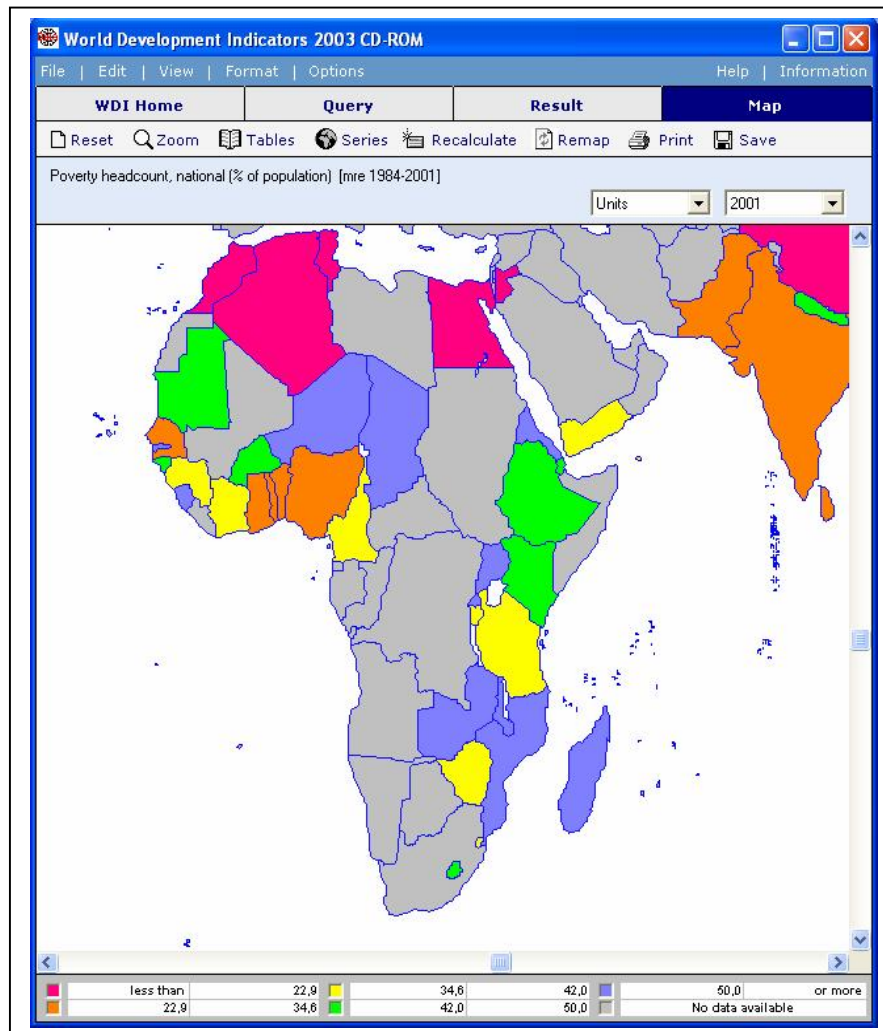 World Development Indicators 2003 CD-ROM
File | Edit | View | Format | Options Help | Information
WDI Home Query Result Map
Reset Zoom Tables Series Recalculate Remap Print Save
Poverty headcount, national (% of population) [mre 1984-2001]
Units 2001
less than 22,9 34,6 42,0 50,0 or more
22,9 34,6 42,0 50,0 No data available